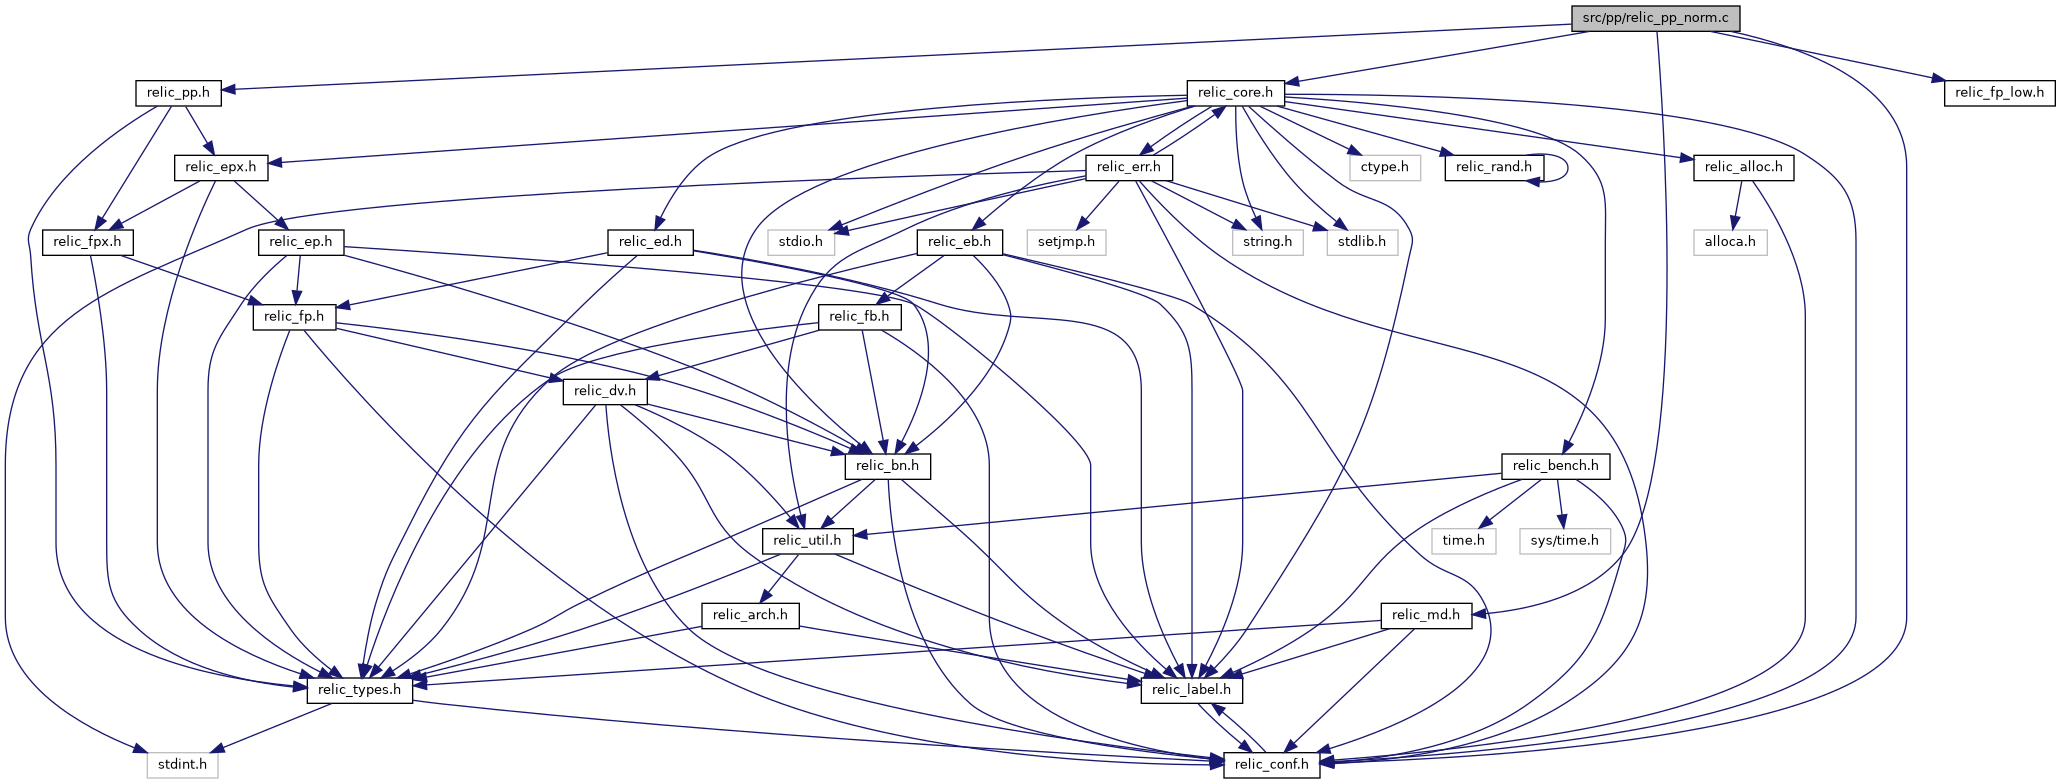 src/pp/relic_pp_norm.c
relic_pp.h
relic_core.h
relic_fp_low.h
relic_epx.h
relic_err.h
ctype.h
relic_rand.h
relic_alloc.h
relic_fpx.h
relic_ep.h
relic_ed.h
stdio.h
relic_eb.h
setjmp.h
string.h
stdlib.h
alloca.h
relic_fp.h
relic_fb.h
relic_dv.h
relic_bn.h
relic_bench.h
relic_util.h
time.h
sys/time.h
relic_arch.h
relic_md.h
relic_types.h
relic_label.h
stdint.h
relic_conf.h